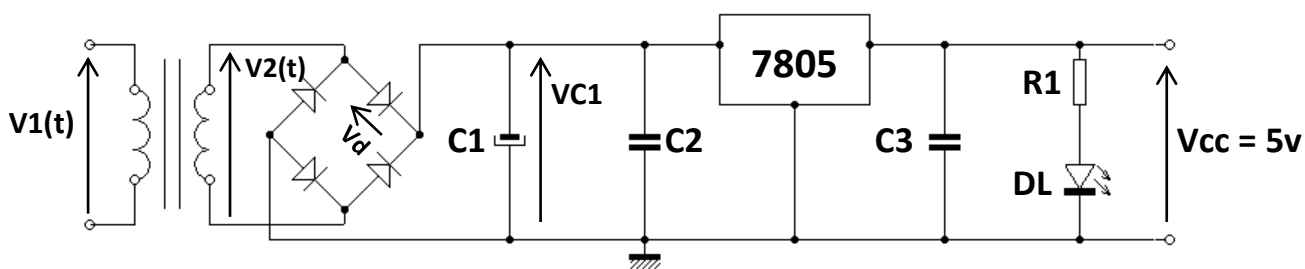 V1(t)
V2(t)
Vd
C1
VC1
C2
7805
C3
R1
DL
Vcc = 5v